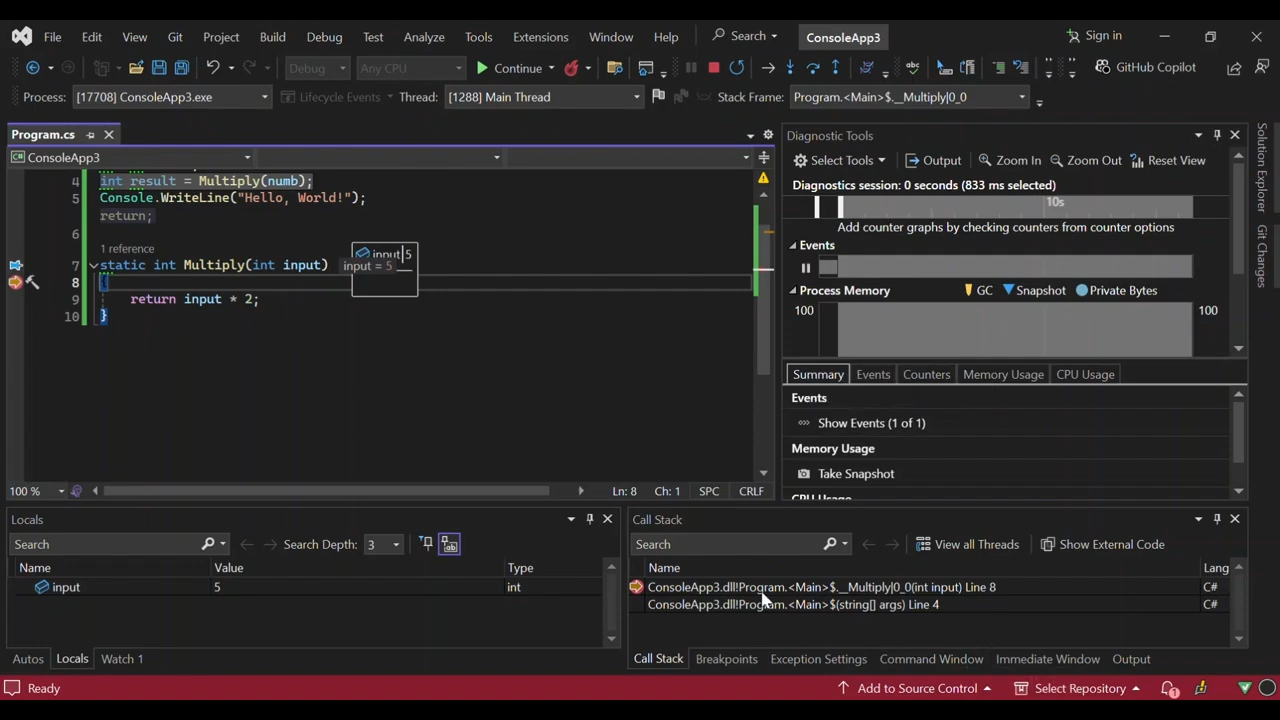 File Edit View Git Project Build Debug Test Analyze Tools Extensions Window Help Search ConsoleApp3 Sign in
Debug Any CPU Continue GitHub Copilot
Process: [17708] ConsoleApp3.exe Lifecycle Events Thread: [1288] Main Thread Stack Frame: Program.<Main>$.__Multiply|0_0
Program.cs
ConsoleApp3
4 int result = Multiply(numb);
5 Console.WriteLine("Hello, World!");
return;
6
1 reference
input 5
7 static int Multiply(int input) input = 5
8 {
9 return input * 2;
10 }
100 % Ln: 8 Ch: 1 SPC CRLF
Diagnostic Tools
Select Tools Output Zoom In Zoom Out Reset View
Diagnostics session: 0 seconds (833 ms selected)
10s
Add counter graphs by checking counters from counter options
Events
Process Memory GC Snapshot Private Bytes
100 100
Summary Events Counters Memory Usage CPU Usage
Events
Show Events (1 of 1)
Memory Usage
Take Snapshot
CPU Usage
Solution Explorer
Git Changes
Locals
Search Search Depth: 3
Name Value Type
input 5 int
Autos Locals Watch 1
Call Stack
Search View all Threads Show External Code
Name Lang
ConsoleApp3.dll!Program.<Main>$.__Multiply|0_0(int input) Line 8 C#
ConsoleApp3.dll!Program.<Main>$(string[] args) Line 4 C#
Call Stack Breakpoints Exception Settings Command Window Immediate Window Output
Ready Add to Source Control Select Repository 1